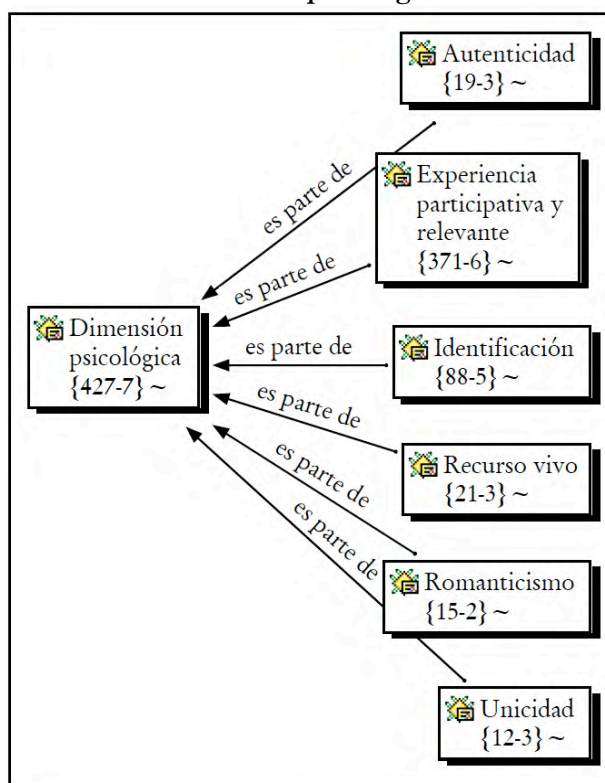 Autenticidad
{19-3} ~
es parte de
Experiencia
participativa y
relevante
{371-6} ~
es parte de
Dimensión
psicológica
{427-7} ~
es parte de
Identificación
{88-5} ~
es parte de
Recurso vivo
{21-3} ~
es parte de
Romanticismo
{15-2} ~
es parte de
Unicidad
{12-3} ~